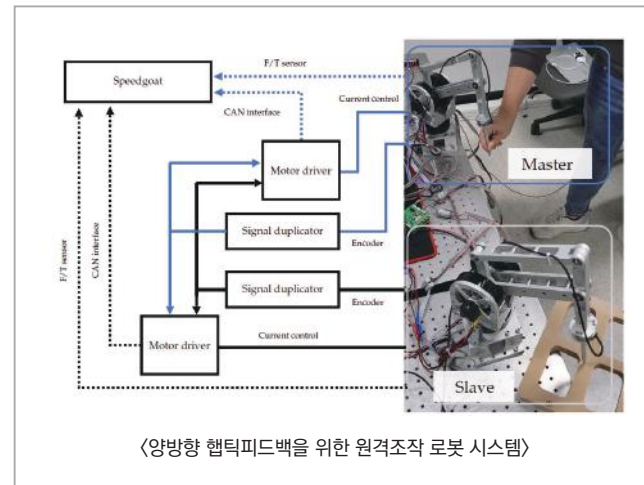 F/T sensor
Speedgoat
CAN interface
Current control
Motor driver
Master
Signal duplicator
Encoder
F/T sensor
CAN interface
Signal duplicator
Encoder
Motor driver
Current control
Slave
〈양방향 햅틱피드백을 위한 원격조작 로봇 시스템〉